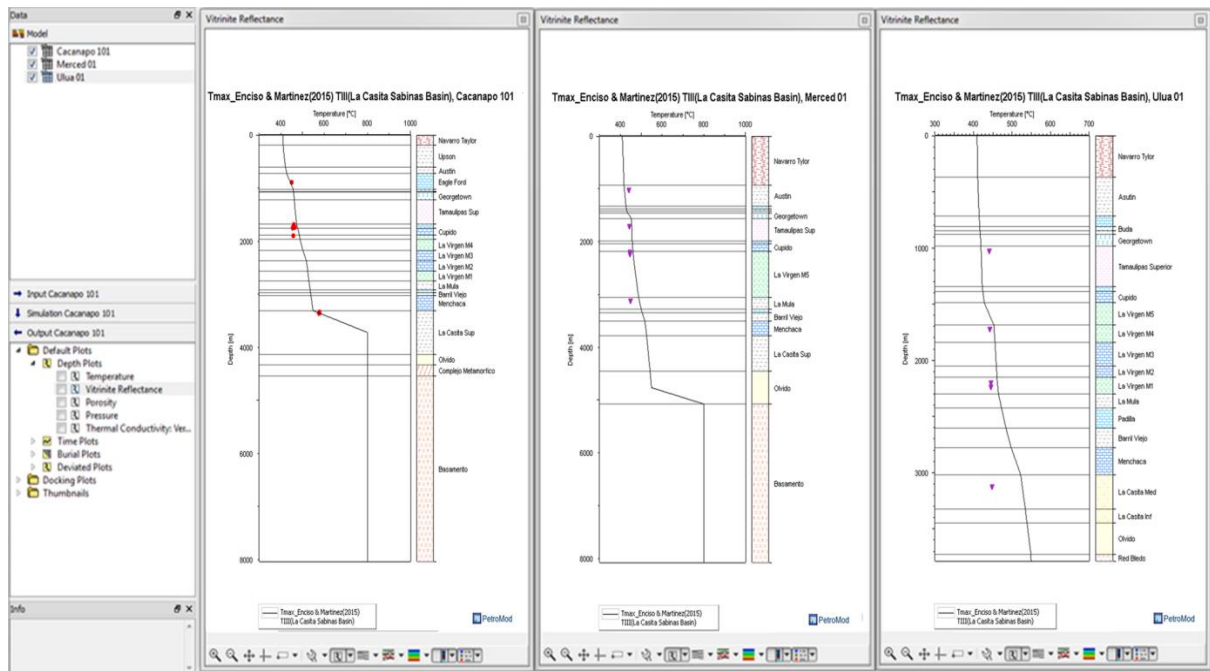 Data
Model
Cacanapo 101
Merced 01
Ulua 01
Input Cacanapo 101
Simulation Cacanapo 101
Output Cacanapo 101
Default Plots
Depth Plots
Temperature
Vitrinite Reflectance
Porosity
Pressure
Thermal Conductivity: Ver...
Time Plots
Burial Plots
Deviated Plots
Docking Plots
Thumbnails
Info
Vitrinite Reflectance
Tmax_Enciso & Martinez(2015) TIII(La Casita Sabinas Basin), Cacanapo 101
Temperature [°C]
400 600 800 1000
Depth [m]
0
2000
4000
6000
8000
Navarro Taylor
Upson
Austin
Eagle Ford
Georgetown
Tamaulipas Sup
Cupido
La Virgen M4
La Virgen M3
La Virgen M2
La Virgen M1
La Mula
Barril Viejo
Menchaca
La Casita Sup
Olvido
Complejo Metamorfico
Basamento
Tmax_Enciso & Martinez(2015)
TIII(La Casita Sabinas Basin)
PetroMod
Vitrinite Reflectance
Tmax_Enciso & Martinez(2015) TIII(La Casita Sabinas Basin), Merced 01
Temperature [°C]
400 600 800 1000
Depth [m]
0
2000
4000
6000
8000
Navarro Tylor
Austin
Georgetown
Tamaulipas Sup
Cupido
La Virgen M5
La Mula
Barril Viejo
Menchaca
La Casita Sup
Olvido
Basamento
Tmax_Enciso & Martinez(2015)
TIII(La Casita Sabinas Basin)
PetroMod
Vitrinite Reflectance
Tmax_Enciso & Martinez(2015) TIII(La Casita Sabinas Basin), Ulua 01
Temperature [°C]
300 400 500 600 700
Depth [m]
0
1000
2000
3000
Navarro Tylor
Asutin
Buda
Georgetown
Tamaulipas Superior
Cupido
La Virgen M5
La Virgen M4
La Virgen M3
La Virgen M2
La Virgen M1
La Mula
Padilla
Barril Viejo
Menchaca
La Casita Med
La Casita Inf
Olvido
Red Bleds
Tmax_Enciso & Martinez(2015)
TIII(La Casita Sabinas Basin)
PetroMod